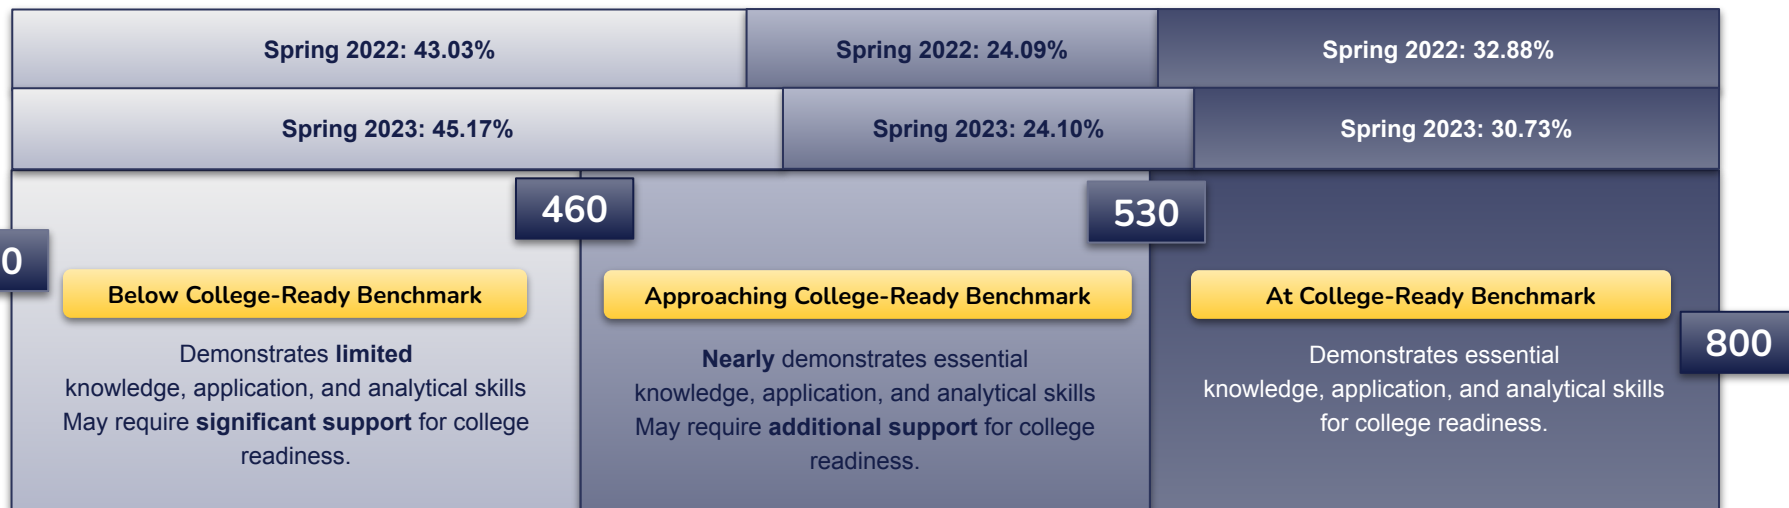 Spring 2022: 43.03%
Spring 2022: 24.09%
Spring 2022: 32.88%
Spring 2023: 45.17%
Spring 2023: 24.10%
Spring 2023: 30.73%
460
530
0
800
Below College-Ready Benchmark
Demonstrates limited
knowledge, application, and analytical skills
May require significant support for college
readiness.
Approaching College-Ready Benchmark
Nearly demonstrates essential
knowledge, application, and analytical skills
May require additional support for college
readiness.
At College-Ready Benchmark
Demonstrates essential
knowledge, application, and analytical skills
for college readiness.